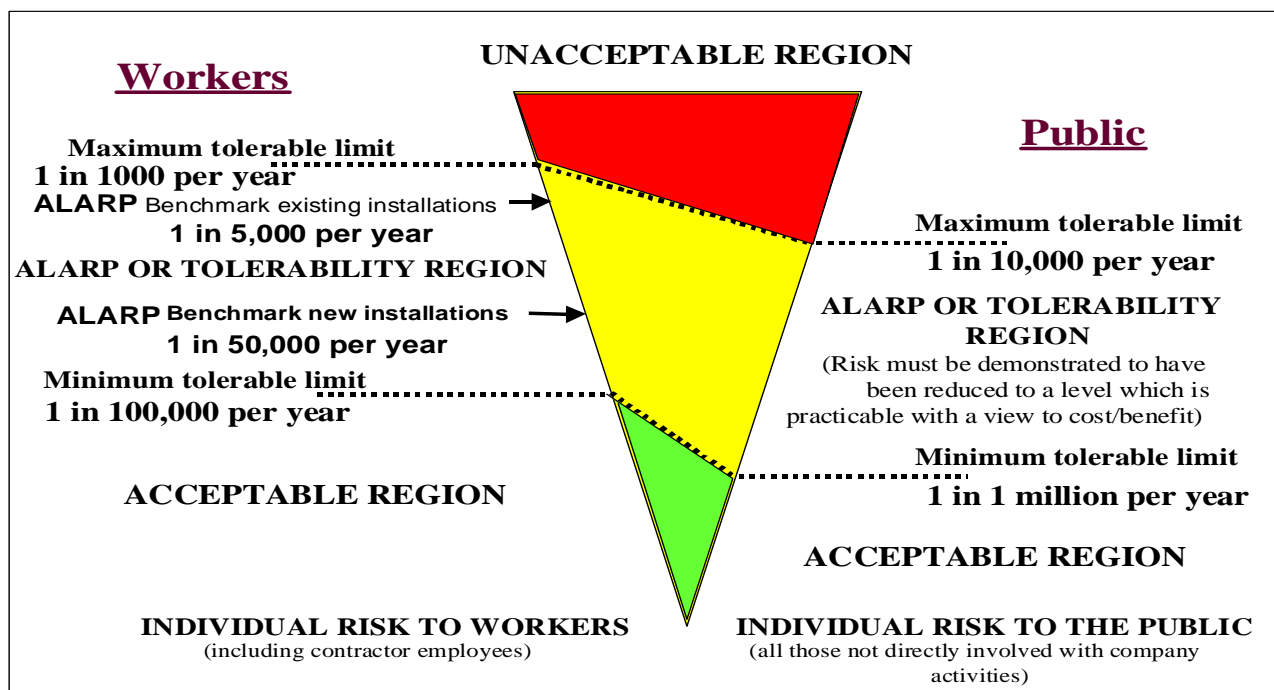 UNACCEPTABLE REGION
Workers
Maximum tolerable limit
1 in 1000 per year
ALARP Benchmark existing installations
1 in 5,000 per year
ALARP OR TOLERABILITY REGION
ALARP Benchmark new installations
1 in 50,000 per year
Minimum tolerable limit
1 in 100,000 per year
ACCEPTABLE REGION
INDIVIDUAL RISK TO WORKERS
(including contractor employees)
Public
Maximum tolerable limit
1 in 10,000 per year
ALARP OR TOLERABILITY
REGION
(Risk must be demonstrated to have
been reduced to a level which is
practicable with a view to cost/benefit)
Minimum tolerable limit
1 in 1 million per year
ACCEPTABLE REGION
INDIVIDUAL RISK TO THE PUBLIC
(all those not directly involved with company
activities)